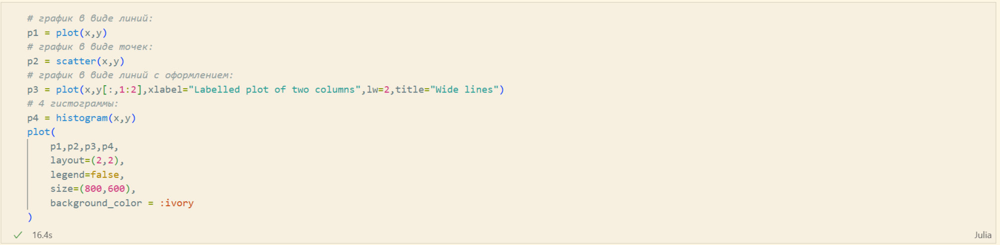 # график в виде линий:
p1 = plot(x,y)
# график в виде точек:
p2 = scatter(x,y)
# график в виде линий с оформлением:
p3 = plot(x,y[:,1:2],xlabel="Labelled plot of two columns",lw=2,title="Wide lines")
# 4 гистограммы:
p4 = histogram(x,y)
plot(
    p1,p2,p3,p4,
    layout=(2,2),
    legend=false,
    size=(800,600),
    background_color = :ivory
)
16.4s
Julia